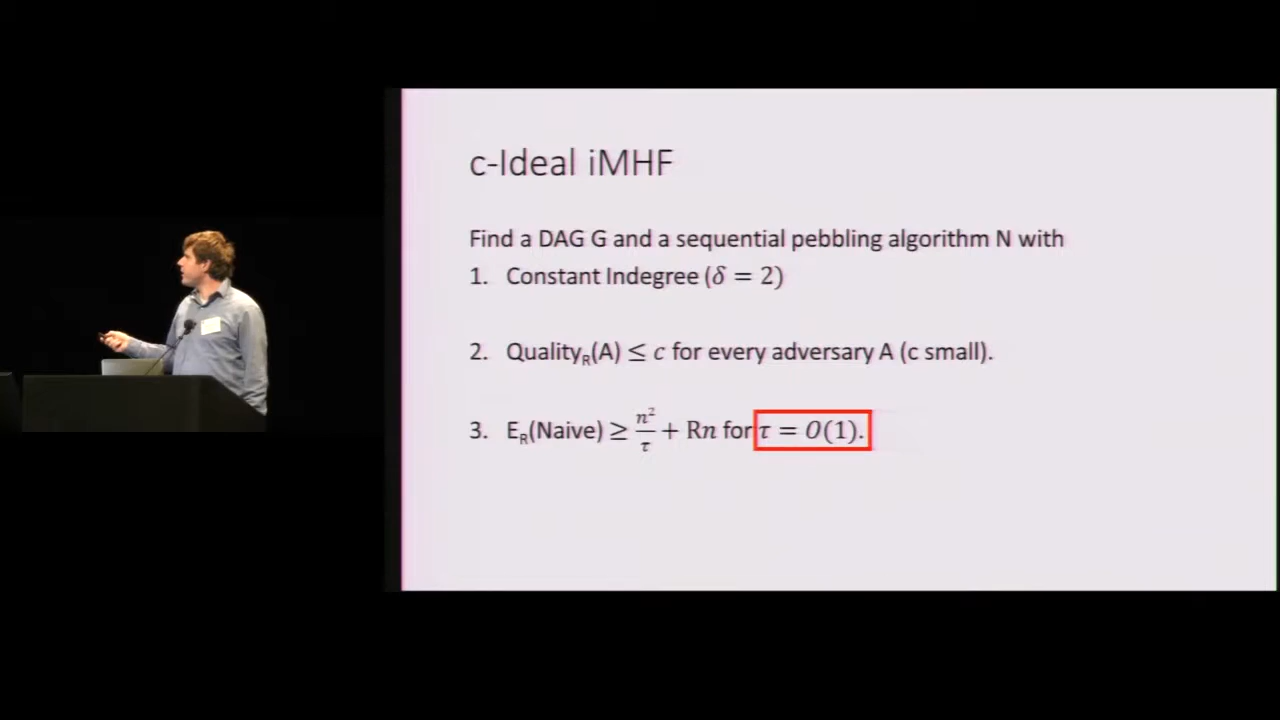 c-Ideal iMHF
Find a DAG G and a sequential pebbling algorithm N with
1. Constant Indegree (δ = 2)
2. Quality_R(A) ≤ c for every adversary A (c small).
3. E_R(Naive) ≥ n²/τ + Rn for τ = O(1).